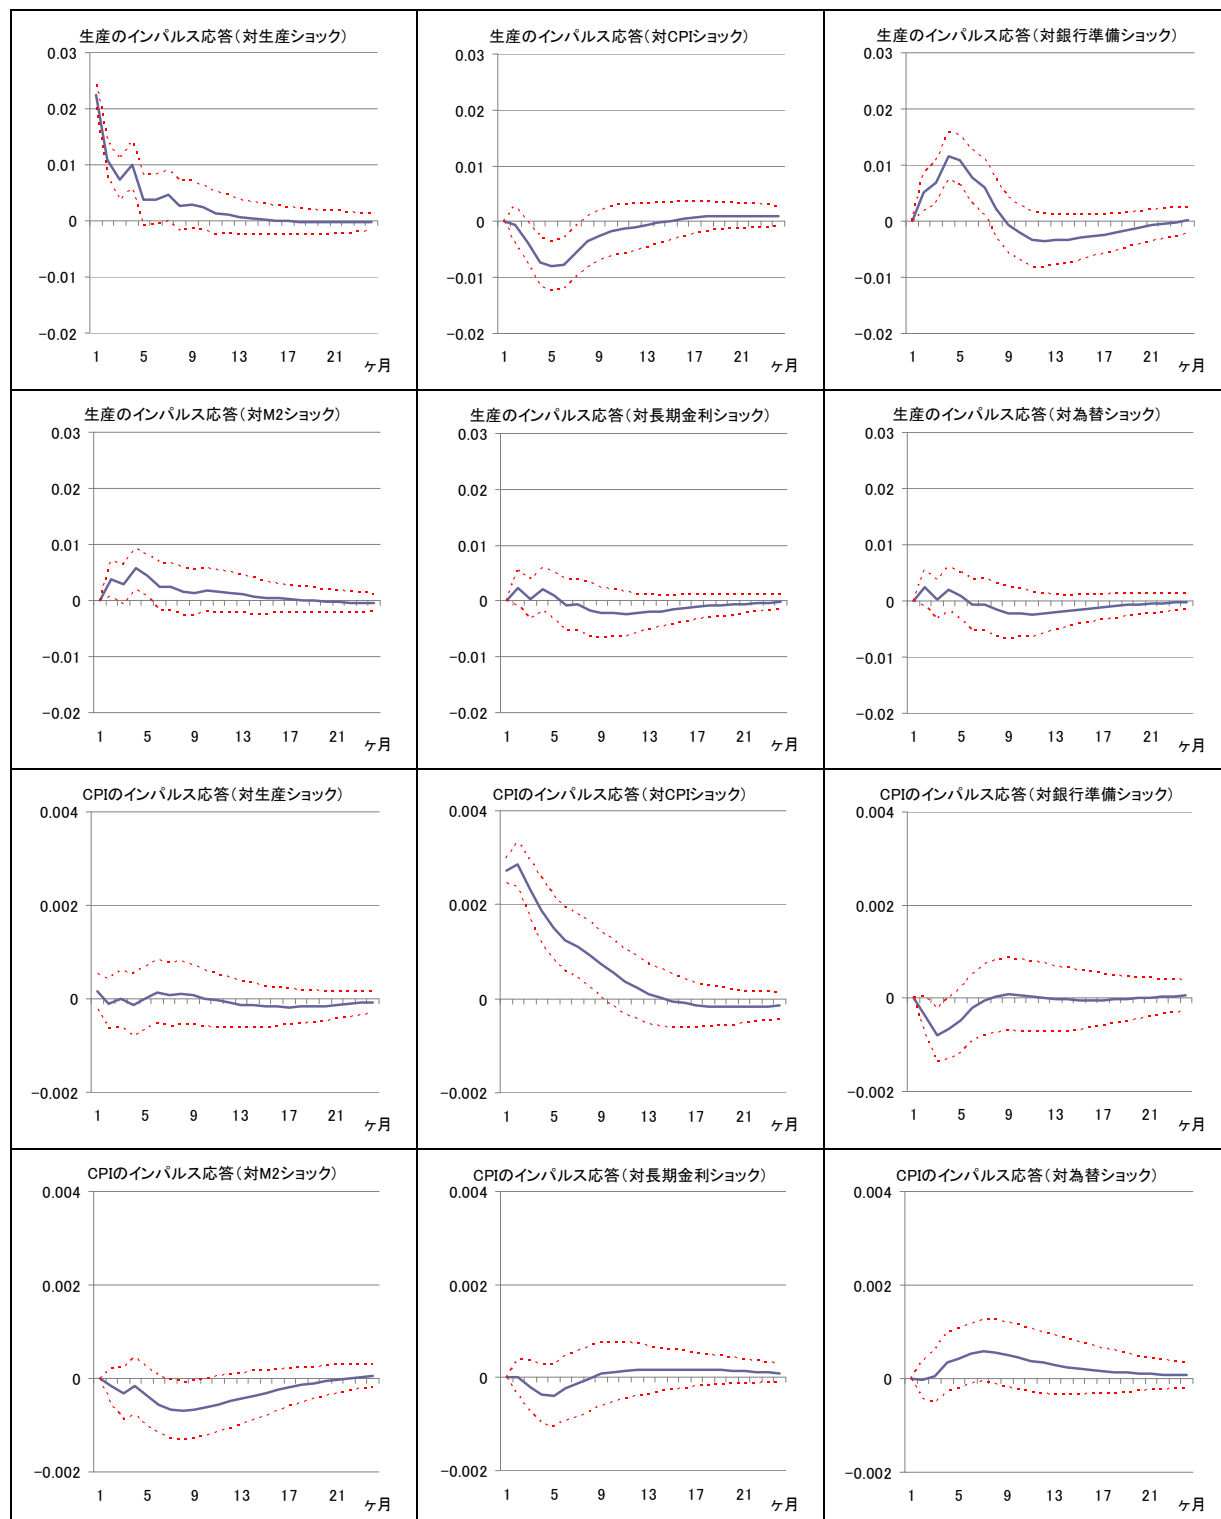 生産のインパルス応答(対生産ショック)
0.03
0.02
0.01
0
-0.01
-0.02
1 5 9 13 17 21
ヶ月
生産のインパルス応答(対CPIショック)
0.03
0.02
0.01
0
-0.01
-0.02
1 5 9 13 17 21
ヶ月
生産のインパルス応答(対銀行準備ショック)
0.03
0.02
0.01
0
-0.01
-0.02
1 5 9 13 17 21
ヶ月
生産のインパルス応答(対M2ショック)
0.03
0.02
0.01
0
-0.01
-0.02
1 5 9 13 17 21
ヶ月
生産のインパルス応答(対長期金利ショック)
0.03
0.02
0.01
0
-0.01
-0.02
1 5 9 13 17 21
ヶ月
生産のインパルス応答(対為替ショック)
0.03
0.02
0.01
0
-0.01
-0.02
1 5 9 13 17 21
ヶ月
CPIのインパルス応答(対生産ショック)
0.004
0.002
0
-0.002
1 5 9 13 17 21
ヶ月
CPIのインパルス応答(対CPIショック)
0.004
0.002
0
-0.002
1 5 9 13 17 21
ヶ月
CPIのインパルス応答(対銀行準備ショック)
0.004
0.002
0
-0.002
1 5 9 13 17 21
ヶ月
CPIのインパルス応答(対M2ショック)
0.004
0.002
0
-0.002
1 5 9 13 17 21
ヶ月
CPIのインパルス応答(対長期金利ショック)
0.004
0.002
0
-0.002
1 5 9 13 17 21
ヶ月
CPIのインパルス応答(対為替ショック)
0.004
0.002
0
-0.002
1 5 9 13 17 21
ヶ月